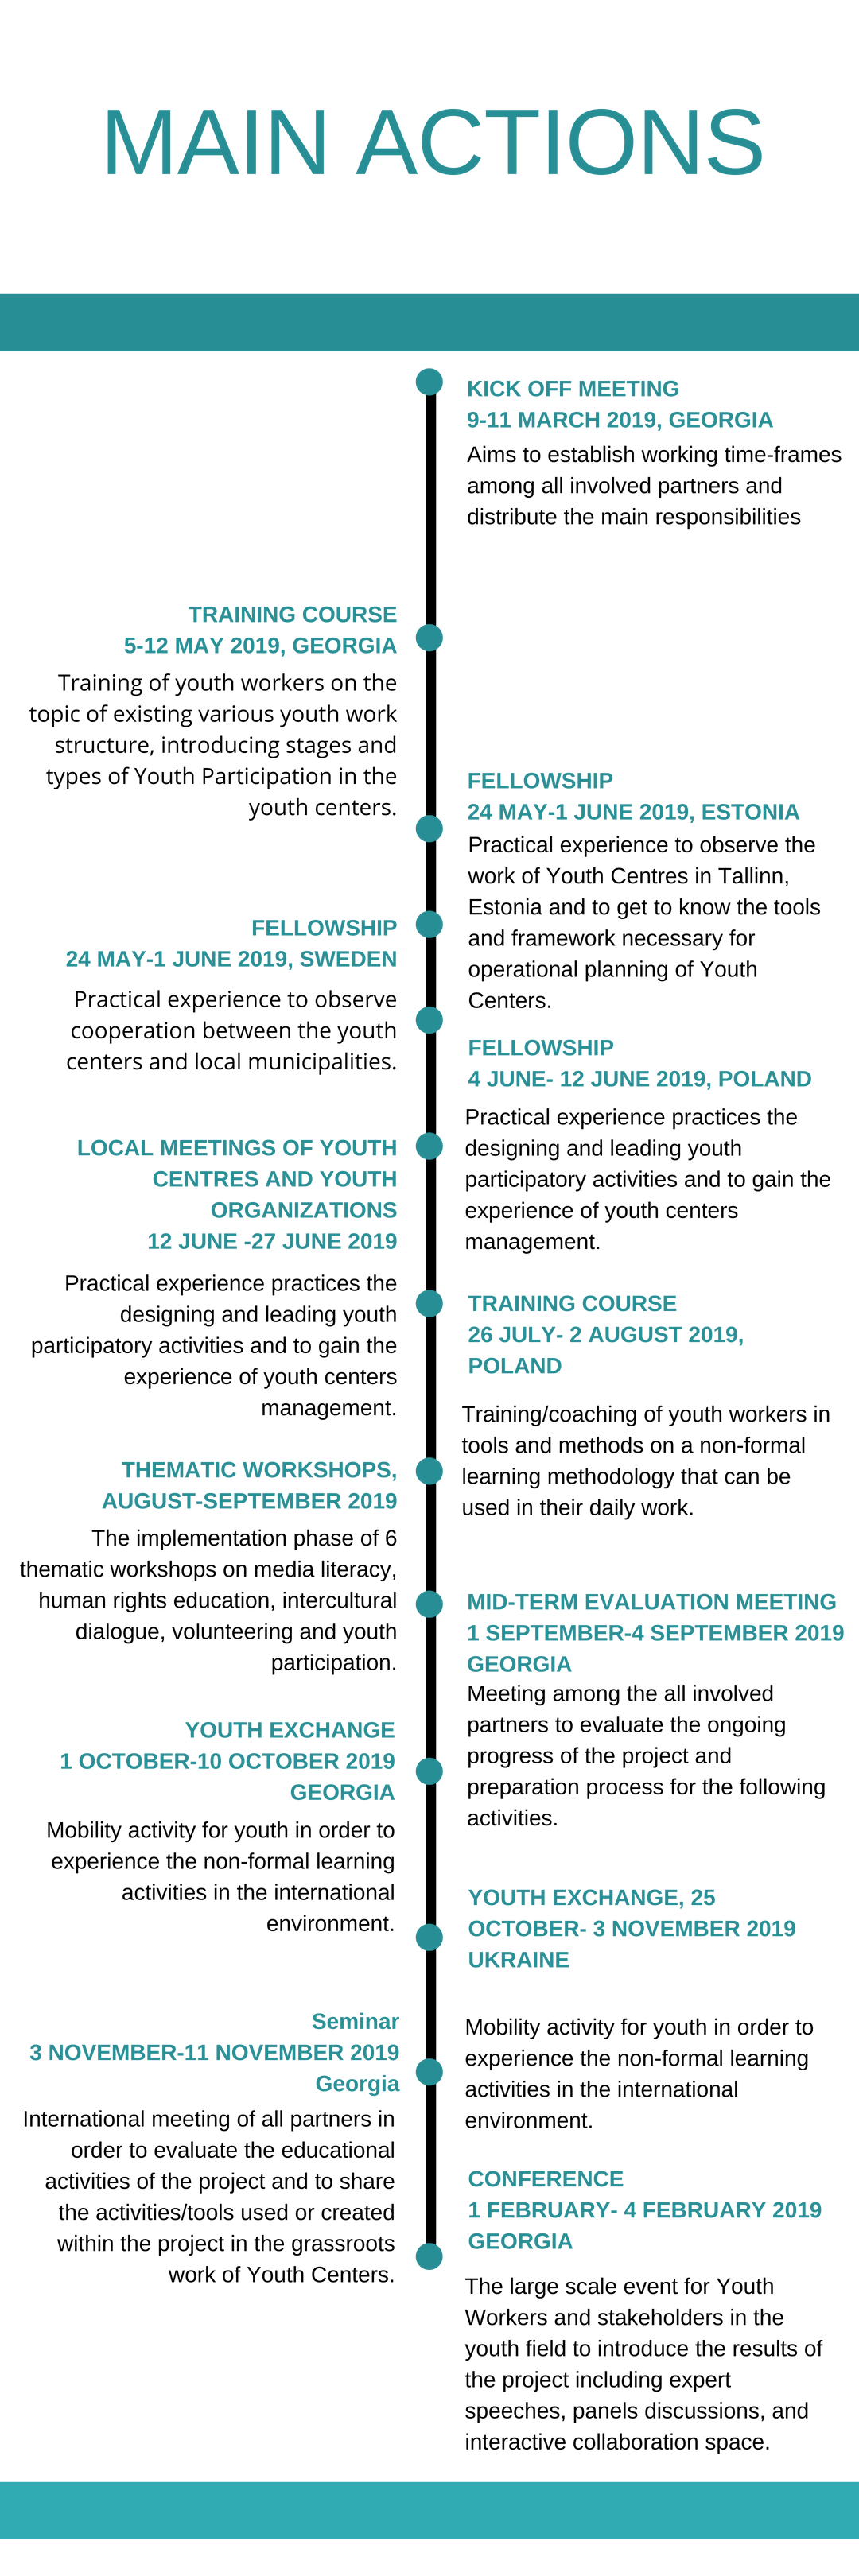 MAIN ACTIONS
KICK OFF MEETING
9-11 MARCH 2019, GEORGIA
Aims to establish working time-frames
among all involved partners and
distribute the main responsibilities
TRAINING COURSE
5-12 MAY 2019, GEORGIA
Training of youth workers on the
topic of existing various youth work
structure, introducing stages and
types of Youth Participation in the
youth centers.
FELLOWSHIP
24 MAY-1 JUNE 2019, ESTONIA
Practical experience to observe the
work of Youth Centres in Tallinn,
Estonia and to get to know the tools
and framework necessary for
operational planning of Youth
Centers.
FELLOWSHIP
24 MAY-1 JUNE 2019, SWEDEN
Practical experience to observe
cooperation between the youth
centers and local municipalities.
FELLOWSHIP
4 JUNE- 12 JUNE 2019, POLAND
Practical experience practices the
designing and leading youth
participatory activities and to gain the
experience of youth centers
management.
LOCAL MEETINGS OF YOUTH
CENTRES AND YOUTH
ORGANIZATIONS
12 JUNE -27 JUNE 2019
Practical experience practices the
designing and leading youth
participatory activities and to gain the
experience of youth centers
management.
TRAINING COURSE
26 JULY- 2 AUGUST 2019,
POLAND
Training/coaching of youth workers in
tools and methods on a non-formal
learning methodology that can be
used in their daily work.
THEMATIC WORKSHOPS,
AUGUST-SEPTEMBER 2019
The implementation phase of 6
thematic workshops on media literacy,
human rights education, intercultural
dialogue, volunteering and youth
participation.
MID-TERM EVALUATION MEETING
1 SEPTEMBER-4 SEPTEMBER 2019
GEORGIA
Meeting among the all involved
partners to evaluate the ongoing
progress of the project and
preparation process for the following
activities.
YOUTH EXCHANGE
1 OCTOBER-10 OCTOBER 2019
GEORGIA
Mobility activity for youth in order to
experience the non-formal learning
activities in the international
environment.
YOUTH EXCHANGE, 25
OCTOBER- 3 NOVEMBER 2019
UKRAINE
Mobility activity for youth in order to
experience the non-formal learning
activities in the international
environment.
Seminar
3 NOVEMBER-11 NOVEMBER 2019
Georgia
International meeting of all partners in
order to evaluate the educational
activities of the project and to share
the activities/tools used or created
within the project in the grassroots
work of Youth Centers.
CONFERENCE
1 FEBRUARY- 4 FEBRUARY 2019
GEORGIA
The large scale event for Youth
Workers and stakeholders in the
youth field to introduce the results of
the project including expert
speeches, panels discussions, and
interactive collaboration space.